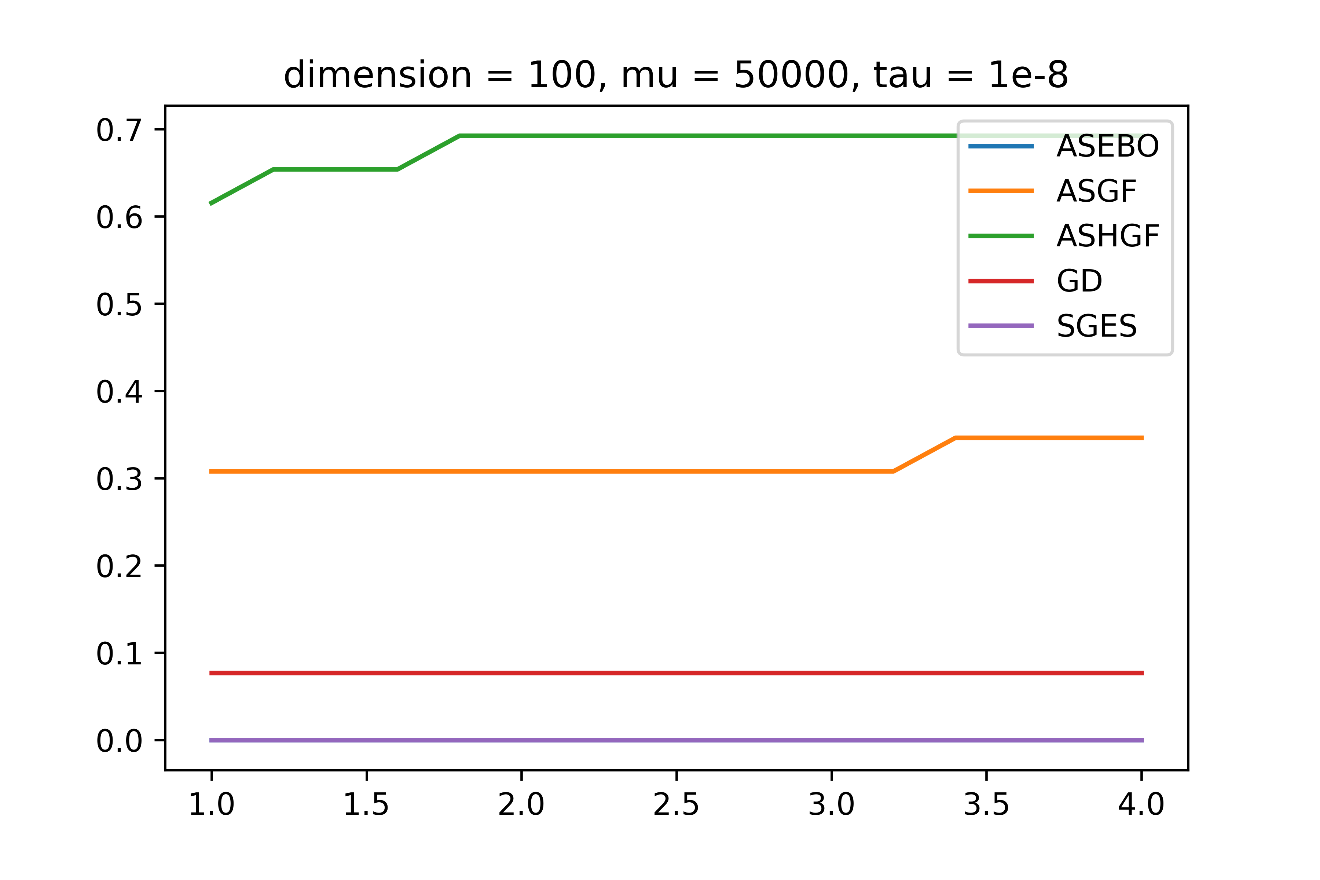 dimension = 100, mu = 50000, tau = 1e-8
0.7
0.6
0.5
0.4
0.3
0.2
0.1
0.0
1.0 1.5 2.0 2.5 3.0 3.5 4.0
ASEBO
ASGF
ASHGF
GD
SGES